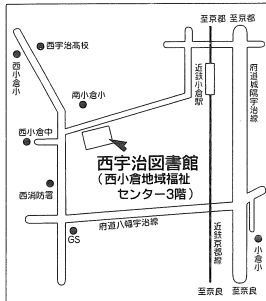 至京都 至京都
西宇治高校
西小倉小
南小倉小
近鉄小倉駅
府道城陽宇治線
西小倉中
西宇治図書館
(西小倉地域福祉
センター3階)
西消防署
府道八幡宇治線
GS
近鉄京都線
小倉小
至奈良 至奈良